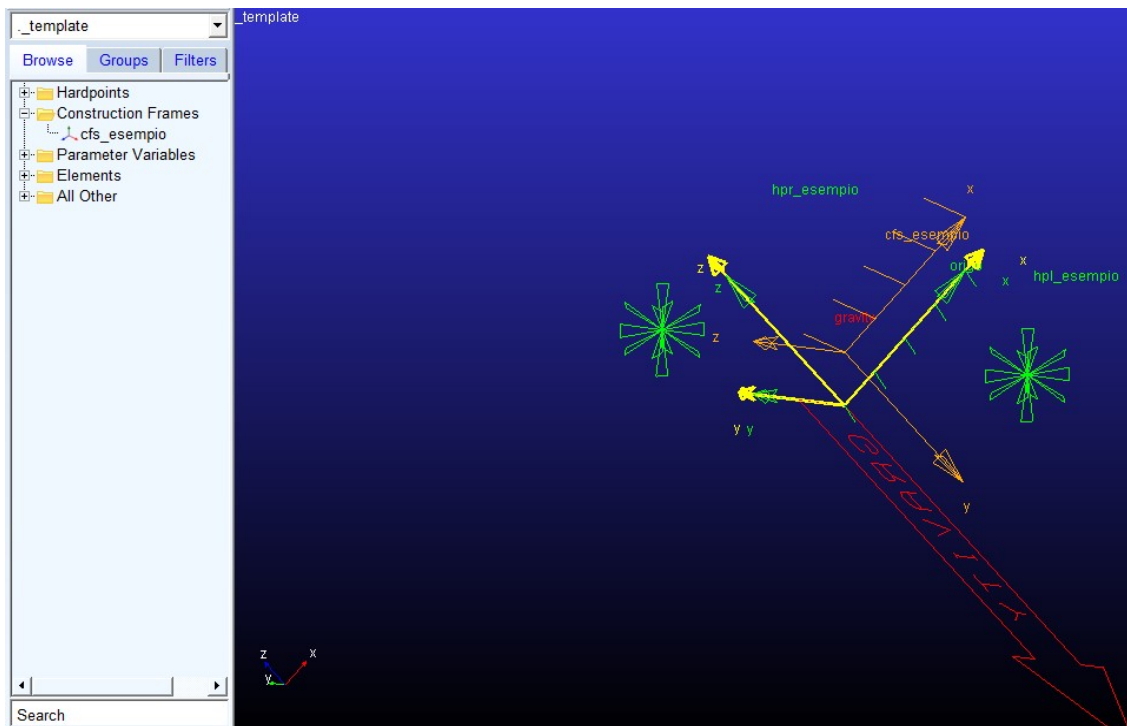 ._template
Browse Groups Filters
Hardpoints
Construction Frames
cfs_esempio
Parameter Variables
Elements
All Other
Search
_template
hpr_esempio
x
cfs_esempio
z
x
z
x
hpl_esempio
gravity
z
y y
y
GRAVITY
z
x
y